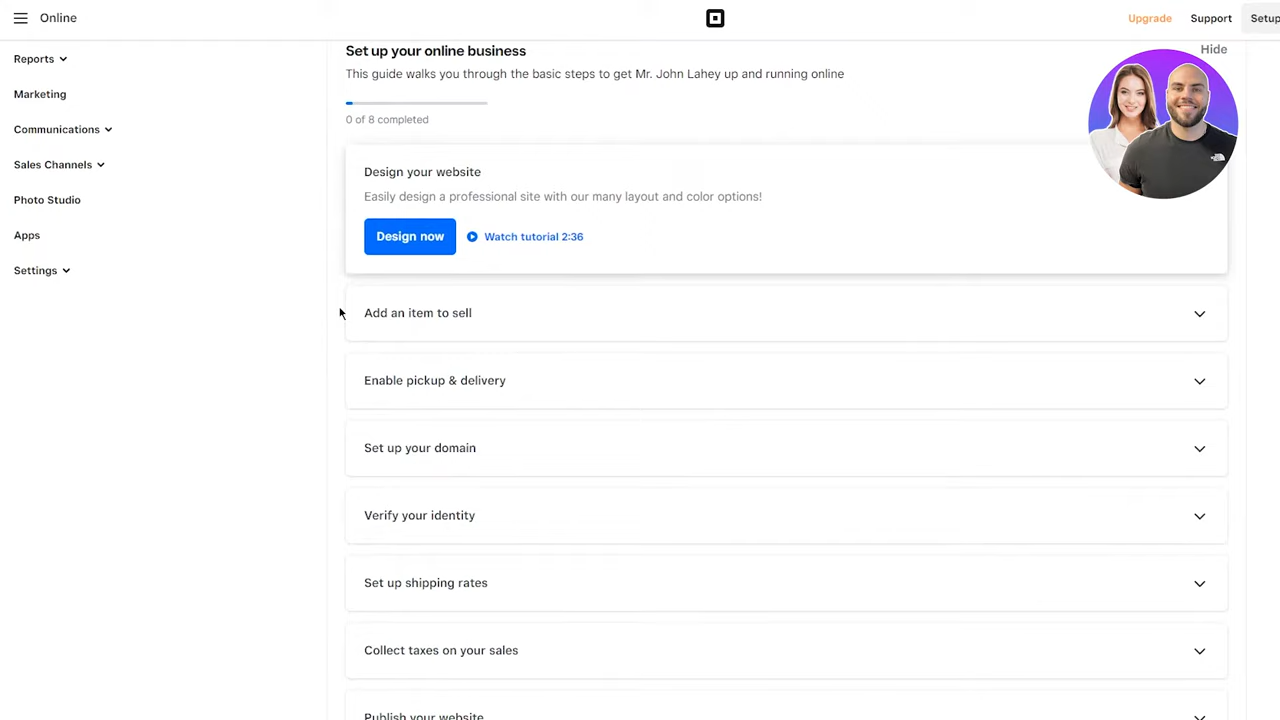 Online
Upgrade
Support
Setup
Reports
Marketing
Communications
Sales Channels
Photo Studio
Apps
Settings
Set up your online business
Hide
This guide walks you through the basic steps to get Mr. John Lahey up and running online
0 of 8 completed
Design your website
Easily design a professional site with our many layout and color options!
Design now
Watch tutorial 2:36
Add an item to sell
Enable pickup & delivery
Set up your domain
Verify your identity
Set up shipping rates
Collect taxes on your sales
Publish your website